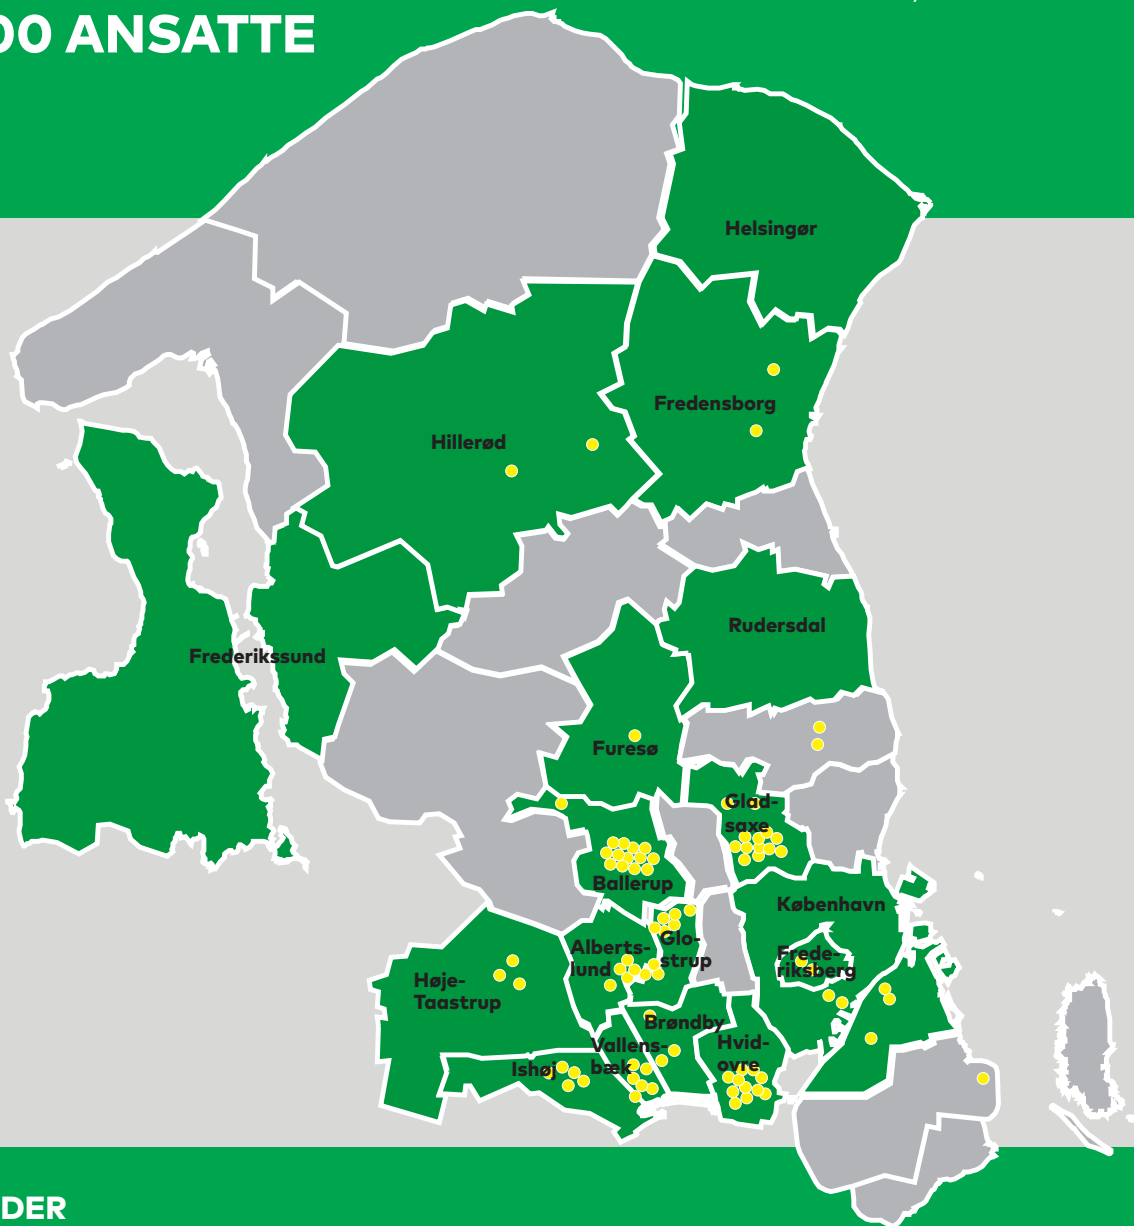 00 ANSATTE
Helsingør
Fredensborg
Hillerød
Rudersdal
Frederikssund
Furesø
Glad-
saxe
Ballerup
København
Alberts-
lund
Glo-
strup
Frede-
riksberg
Høje-
Taastrup
Brøndby
Vallens-
bæk
Hvid-
ovre
Ishøj
DER